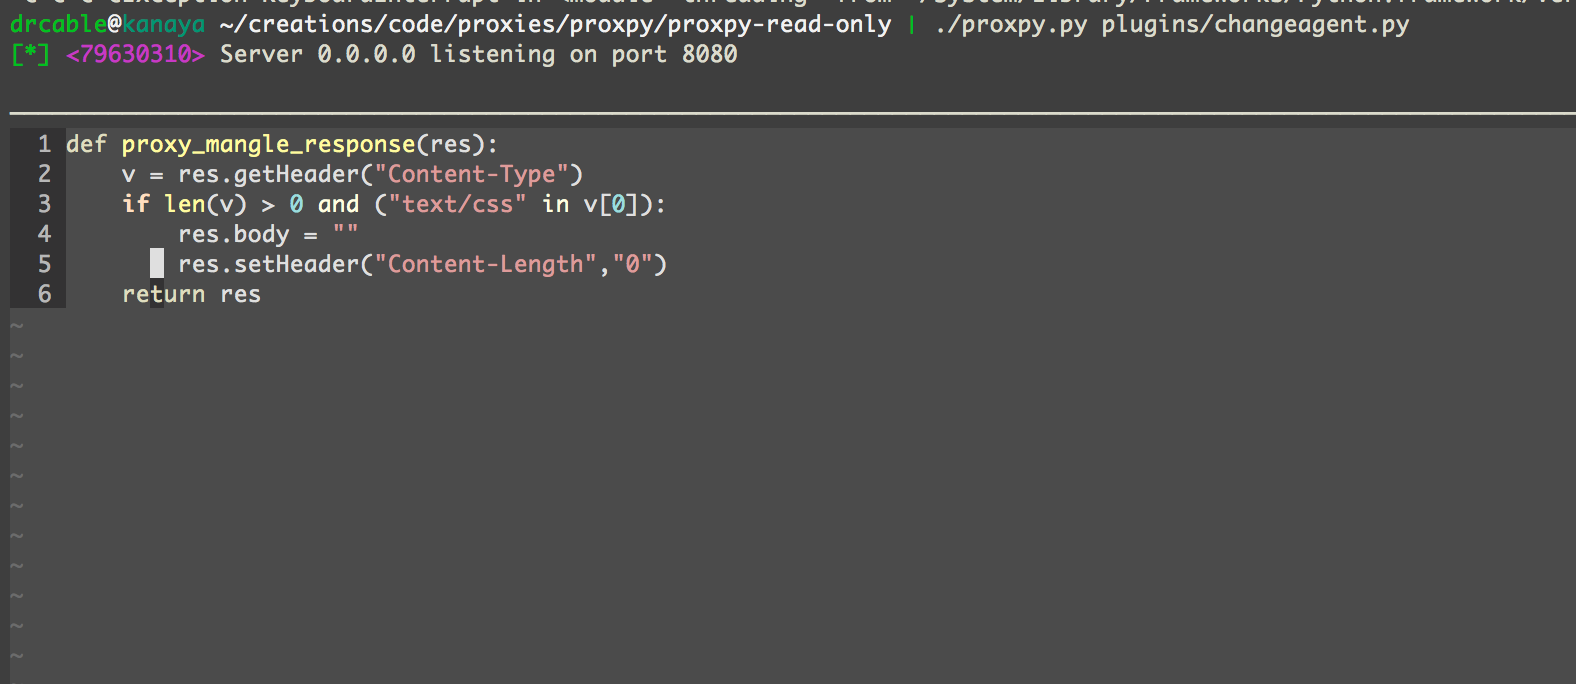 drcable@kanaya ~/creations/code/proxies/proxpy/proxpy-read-only | ./proxpy.py plugins/changeagent.py
[*] <79630310> Server 0.0.0.0 listening on port 8080
1 def proxy_mangle_response(res):
2     v = res.getHeader("Content-Type")
3     if len(v) > 0 and ("text/css" in v[0]):
4         res.body = ""
5         res.setHeader("Content-Length","0")
6     return res
~
~
~
~
~
~
~
~
~
~
~
~